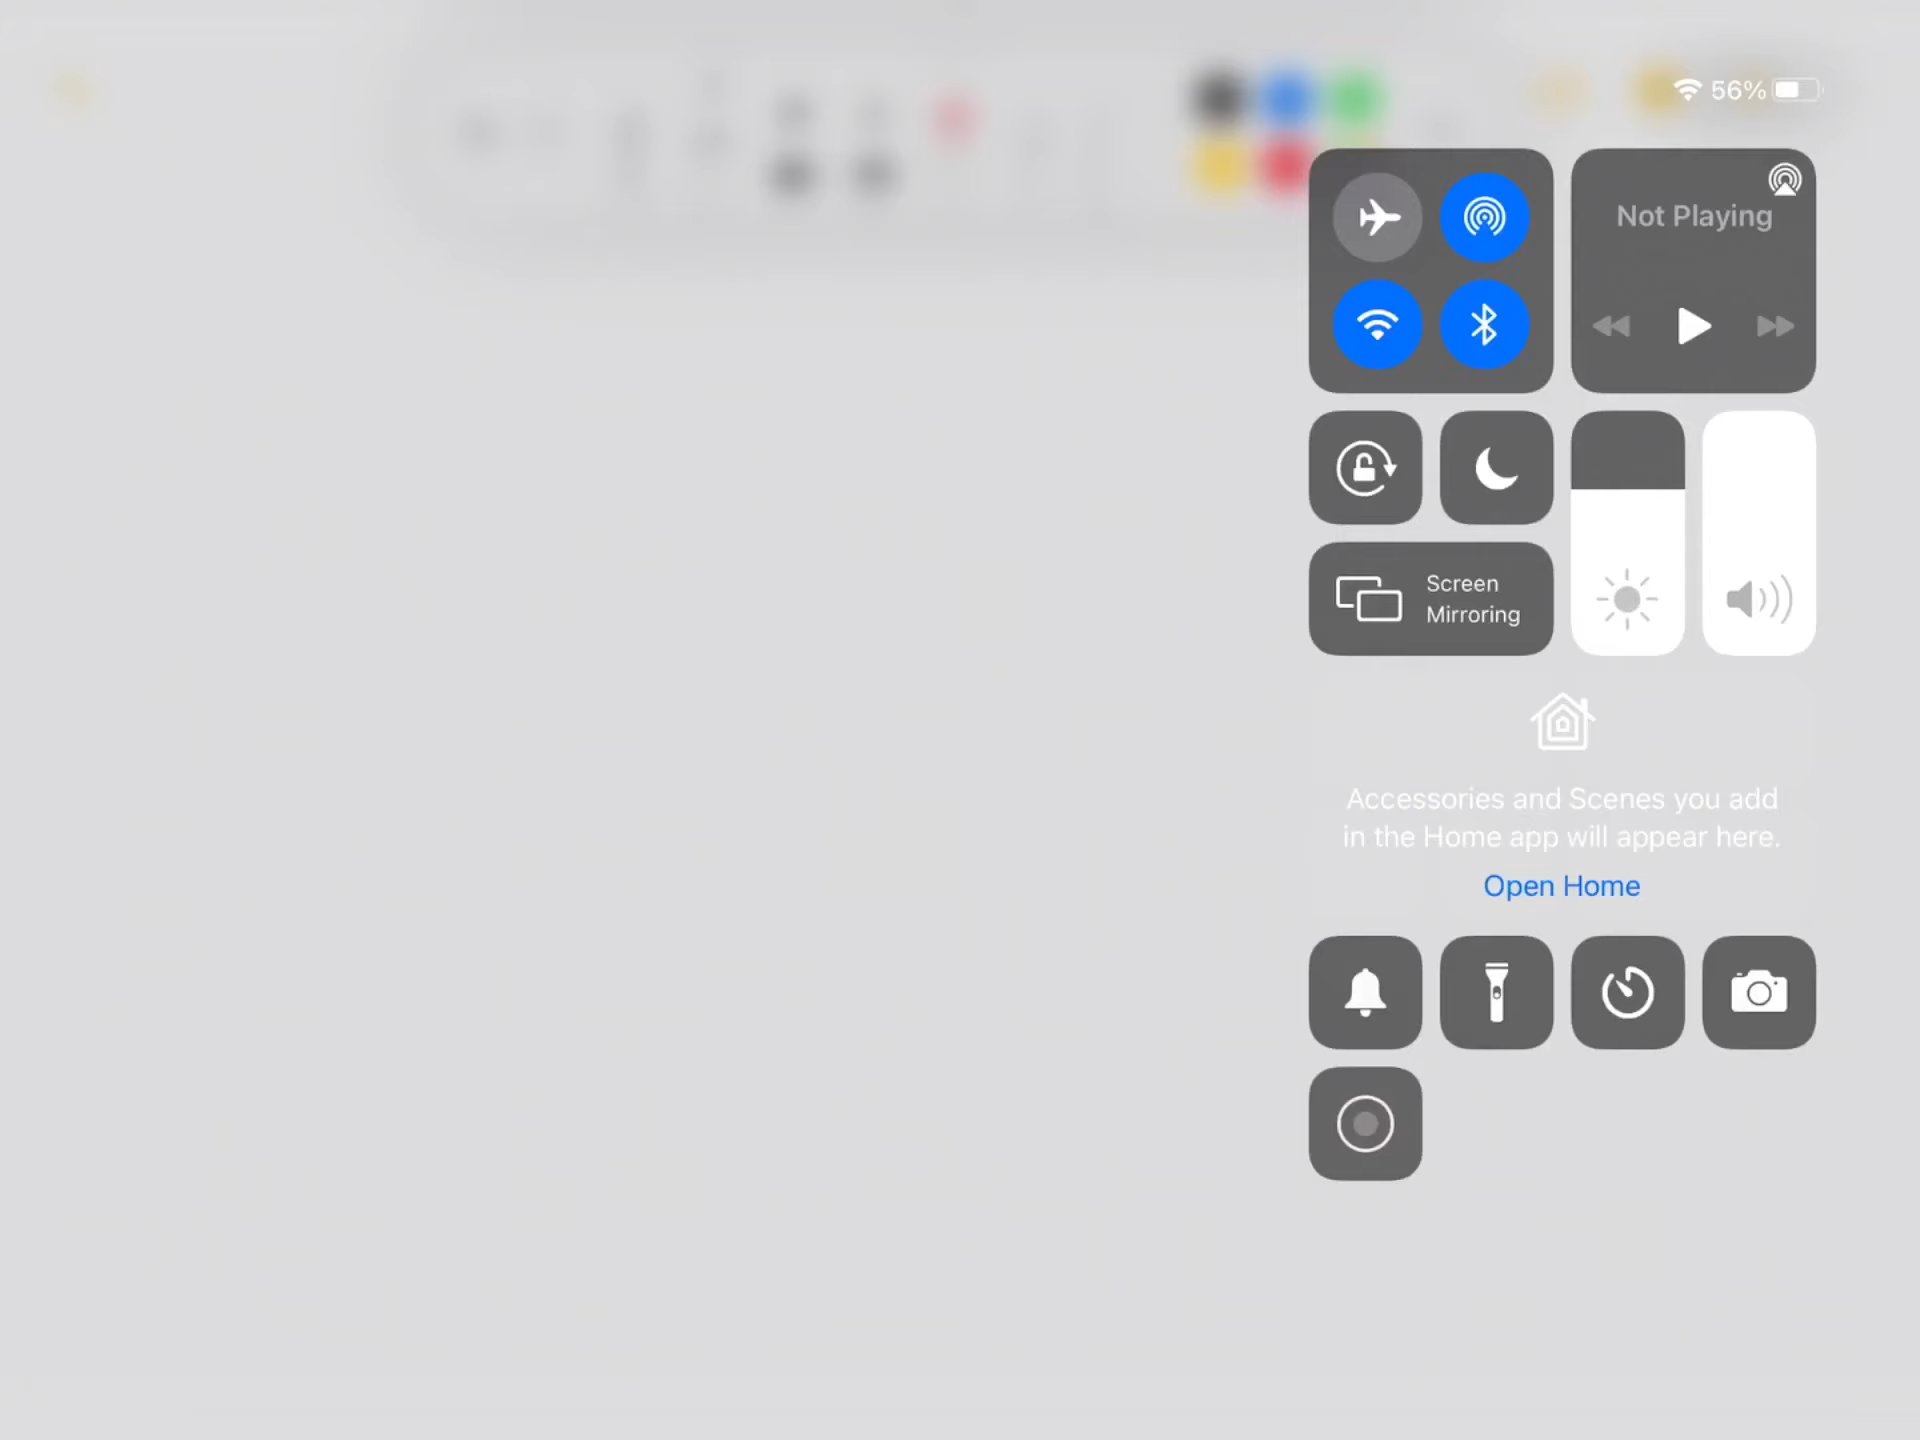 56%
Not Playing
Screen
Mirroring
Accessories and Scenes you add
in the Home app will appear here.
Open Home